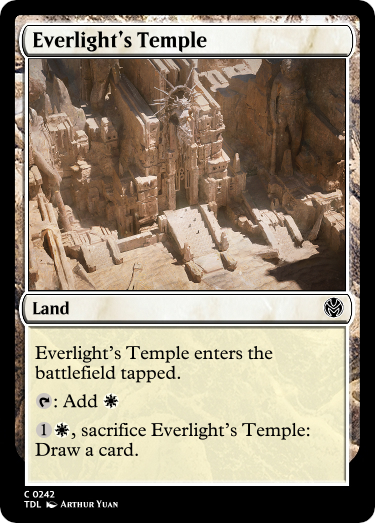 Everlight's Temple
Land
Everlight's Temple enters the
battlefield tapped.
: Add
1 , sacrifice Everlight's Temple:
Draw a card.
C 0242
TDL Arthur Yuan